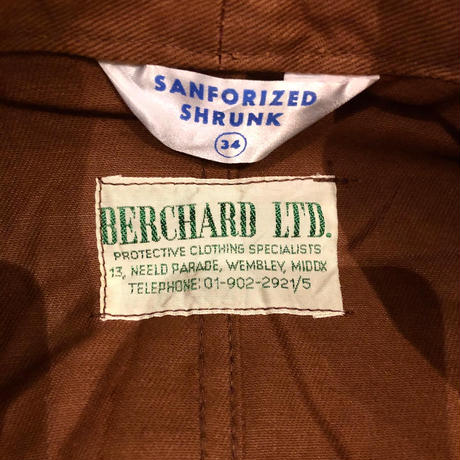 SANFORIZED
SHRUNK
34
BERCHARD LTD.
PROTECTIVE CLOTHING SPECIALISTS
13, NEELD PARADE, WEMBLEY, MIDDX
TELEPHONE: 01-902-2921/5